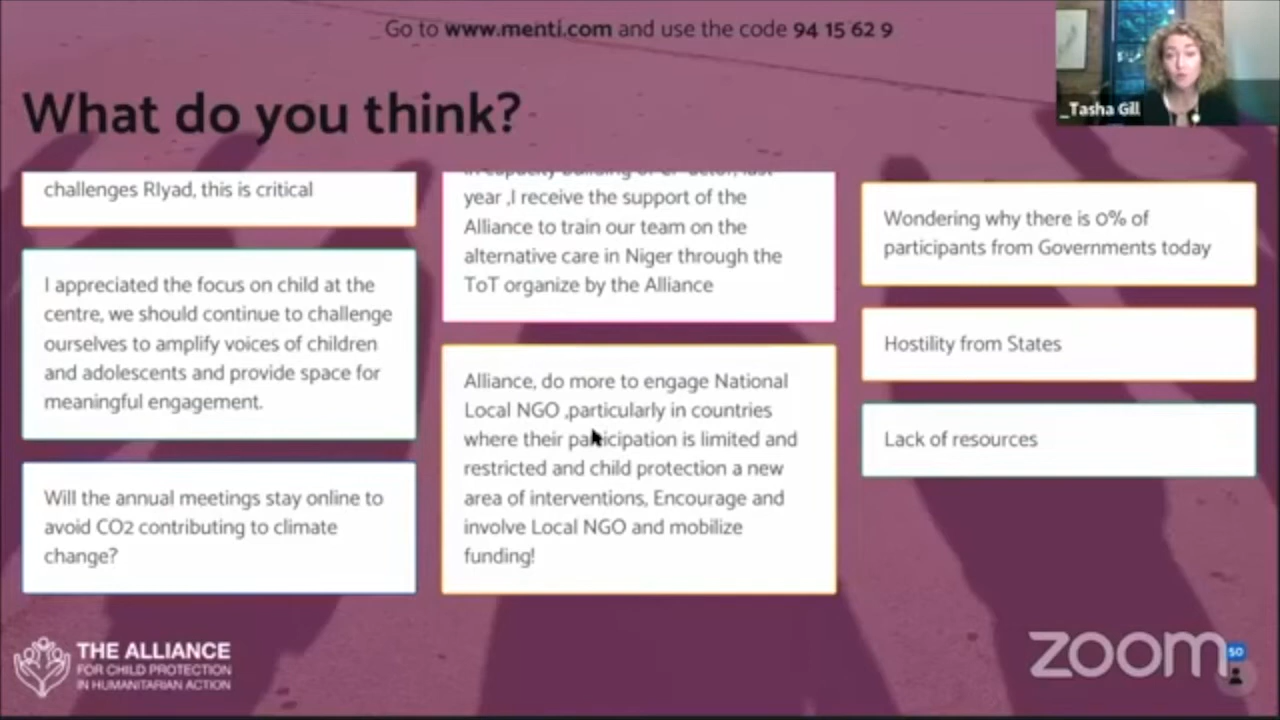 Go to www.menti.com and use the code 94 15 62 9
_Tasha Gill
What do you think?
challenges RIyad, this is critical
I appreciated the focus on child at the
centre, we should continue to challenge
ourselves to amplify voices of children
and adolescents and provide space for
meaningful engagement.
Will the annual meetings stay online to
avoid CO2 contributing to climate
change?
in capacity building of CP actor, last
year ,I receive the support of the
Alliance to train our team on the
alternative care in Niger through the
ToT organize by the Alliance
Alliance, do more to engage National
Local NGO ,particularly in countries
where their participation is limited and
restricted and child protection a new
area of interventions, Encourage and
involve Local NGO and mobilize
funding!
Wondering why there is 0% of
participants from Governments today
Hostility from States
Lack of resources
THE ALLIANCE
FOR CHILD PROTECTION
IN HUMANITARIAN ACTION
zoom
50